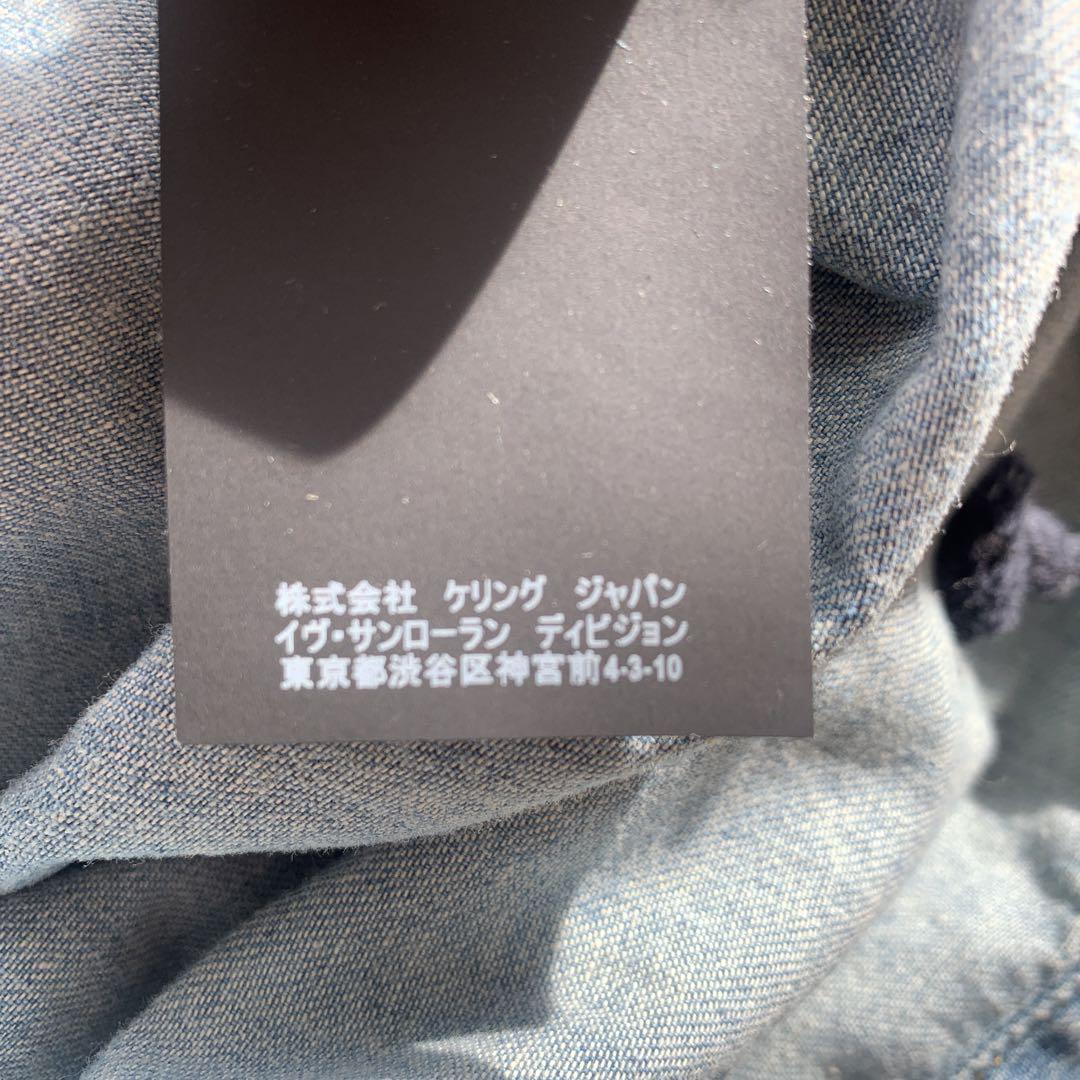 株式会社　ケリング　ジャパン
イヴ・サンローラン　ディビジョン
東京都渋谷区神宮前4-3-10